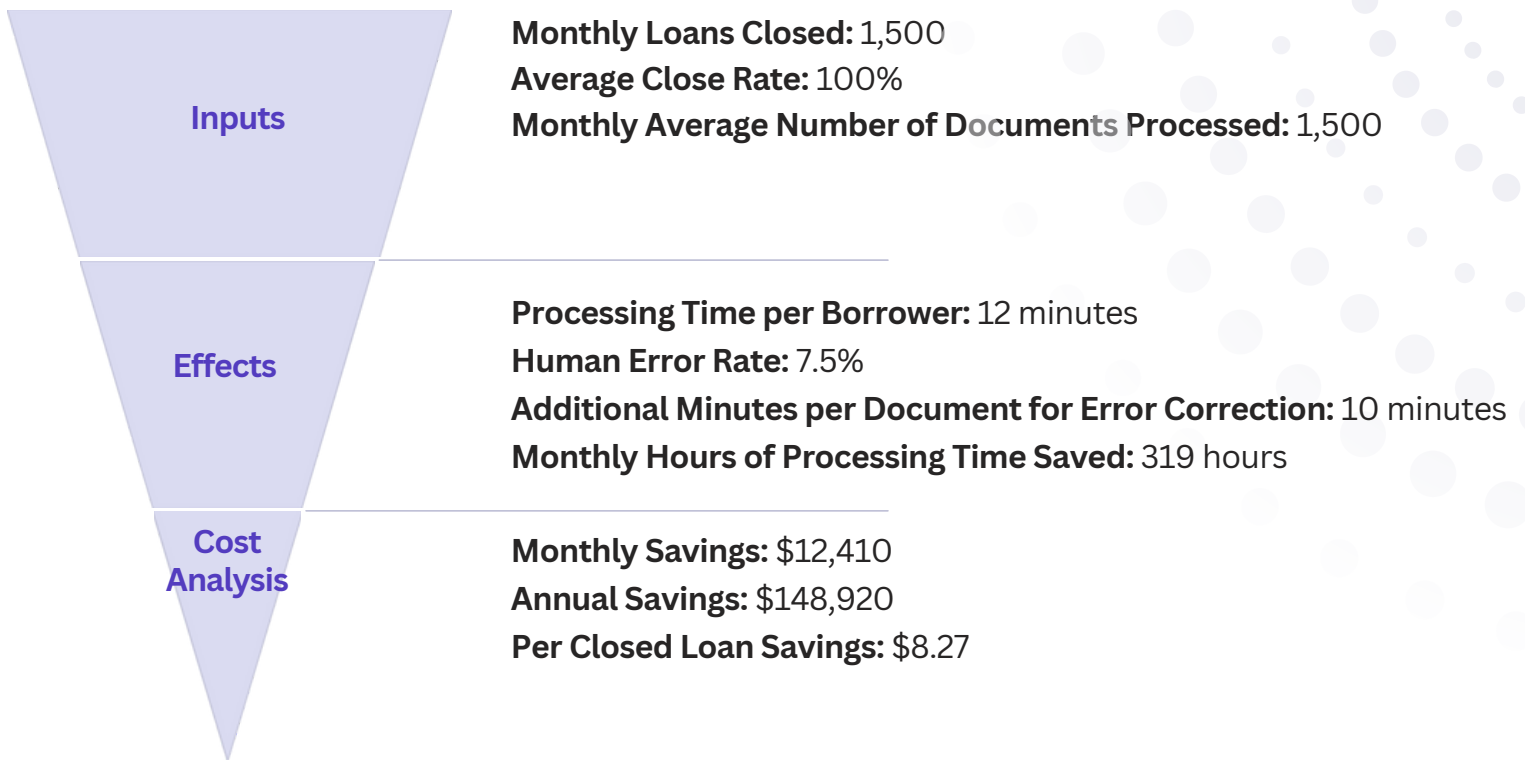 Inputs
Monthly Loans Closed: 1,500
Average Close Rate: 100%
Monthly Average Number of Documents Processed: 1,500
Effects
Processing Time per Borrower: 12 minutes
Human Error Rate: 7.5%
Additional Minutes per Document for Error Correction: 10 minutes
Monthly Hours of Processing Time Saved: 319 hours
Cost
Analysis
Monthly Savings: $12,410
Annual Savings: $148,920
Per Closed Loan Savings: $8.27